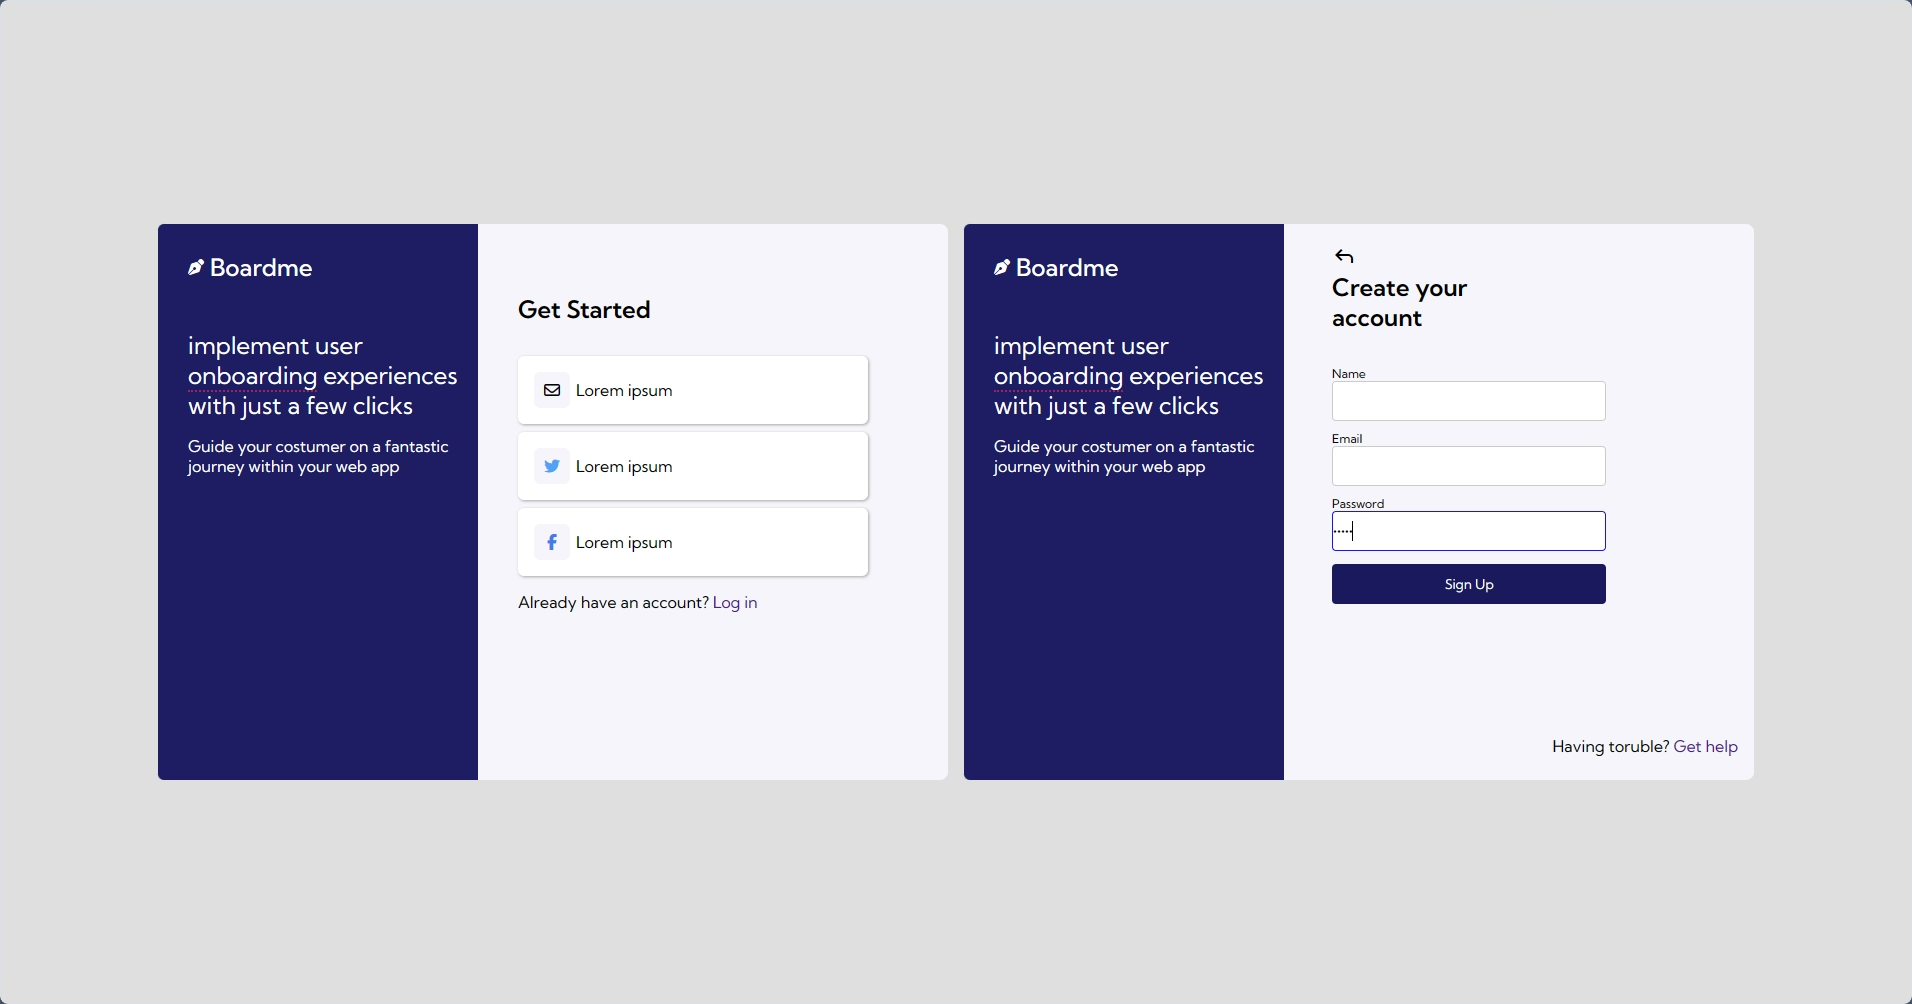 Boardme
implement user
onboarding experiences
with just a few clicks
Guide your costumer on a fantastic
journey within your web app
Get Started
Lorem ipsum
Lorem ipsum
Lorem ipsum
Already have an account? Log in
Boardme
implement user
onboarding experiences
with just a few clicks
Guide your costumer on a fantastic
journey within your web app
Create your
account
Name
Email
Password
Sign Up
Having toruble? Get help